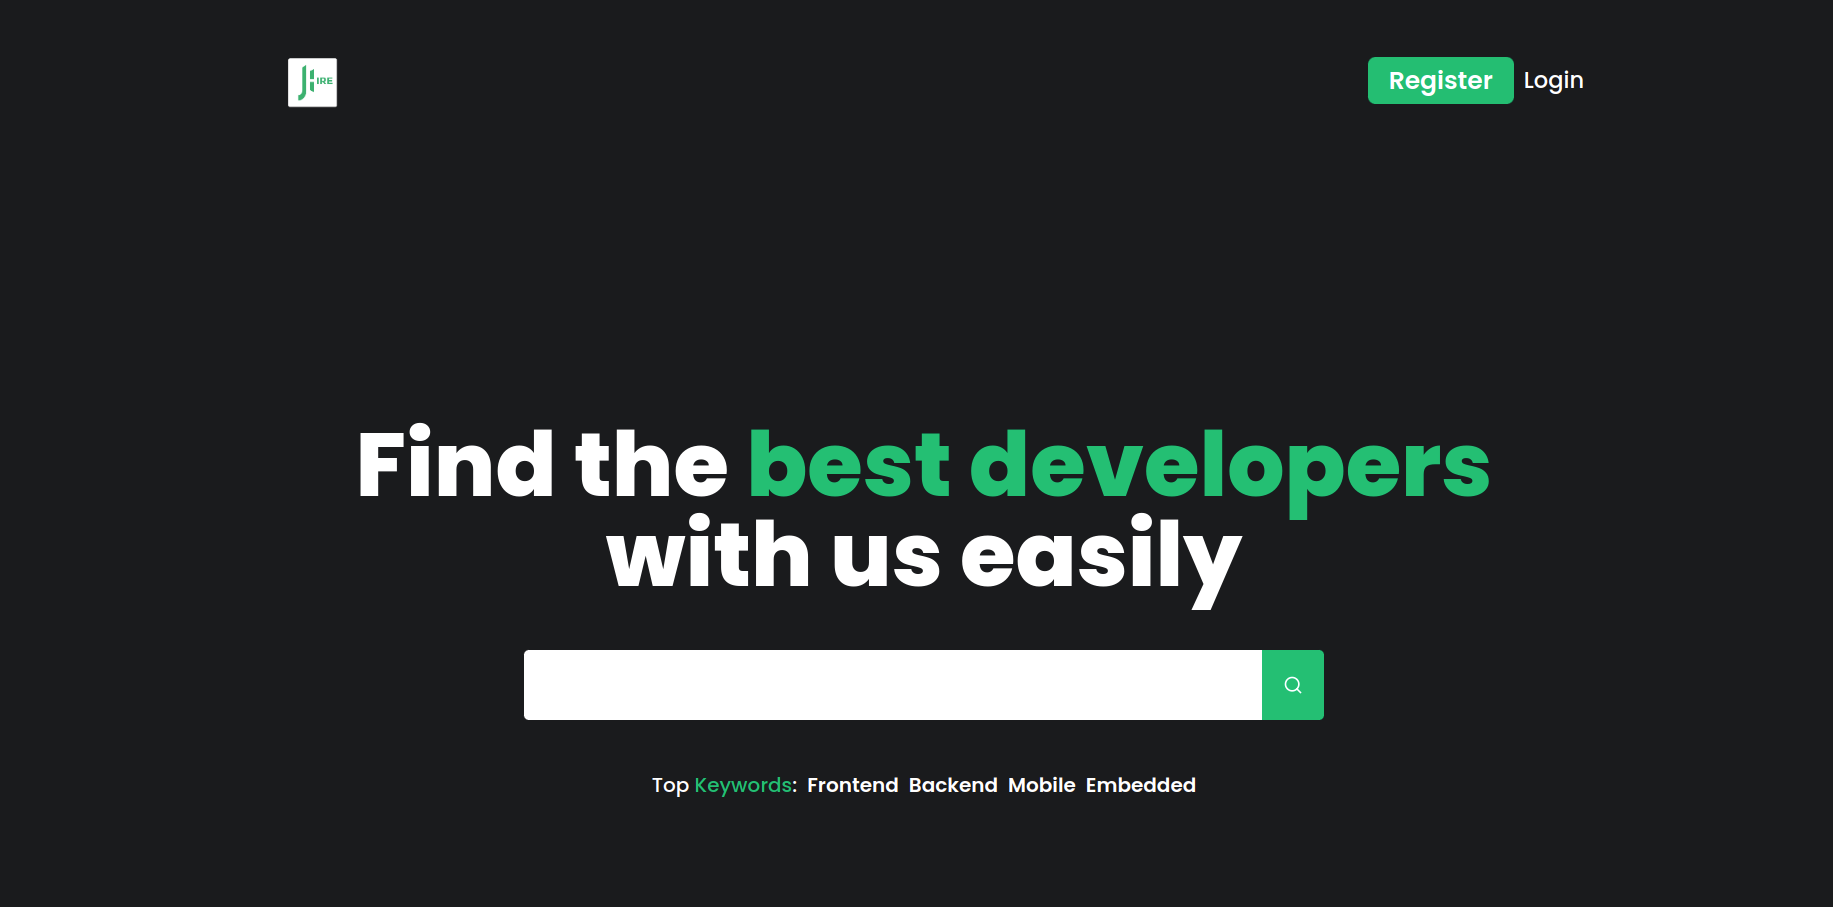 JHIRE
Register Login
Find the best developers
with us easily
Top Keywords: Frontend Backend Mobile Embedded